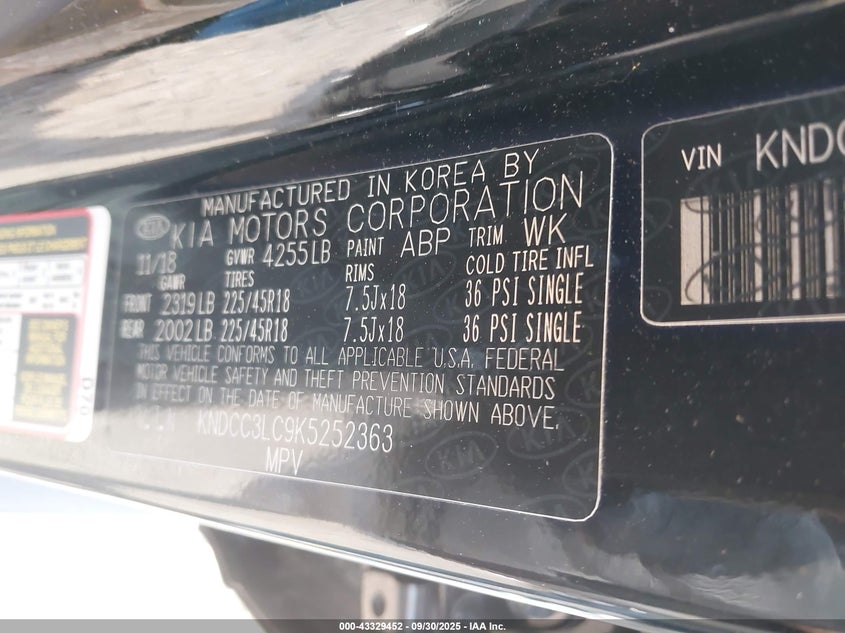 MANUFACTURED IN KOREA BY
KIA MOTORS CORPORATION
11/18 GVWR 4255LB PAINT ABP TRIM WK
GAWR TIRES RIMS COLD TIRE INFL
FRONT 2319LB 225/45R18 7.5Jx18 36 PSI SINGLE
REAR 2002LB 225/45R18 7.5Jx18 36 PSI SINGLE
THIS VEHICLE CONFORMS TO ALL APPLICABLE U.S.A. FEDERAL
MOTOR VEHICLE SAFETY AND THEFT PREVENTION STANDARDS
IN EFFECT ON THE DATE OF MANUFACTURE SHOWN ABOVE.
KNDCC3LC9K5252363
MPV
VIN KNDC
D70
000-43329452 - 09/30/2025 - IAA Inc.